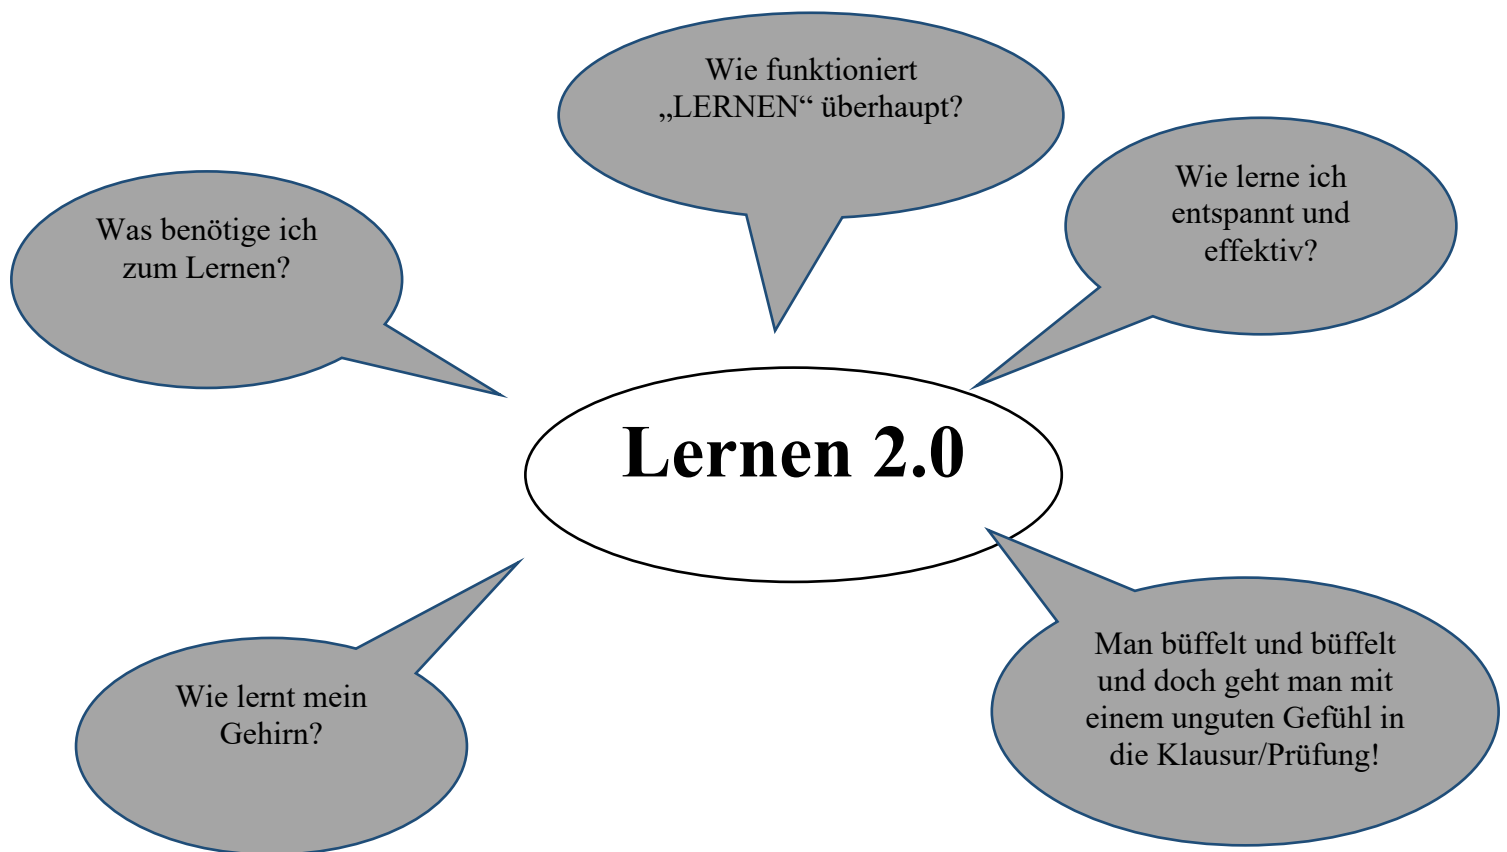 Wie funktioniert
„LERNEN“ überhaupt?
Wie lerne ich
entspannt und
effektiv?
Was benötige ich
zum Lernen?
Lernen 2.0
Wie lernt mein
Gehirn?
Man büffelt und büffelt
und doch geht man mit
einem unguten Gefühl in
die Klausur/Prüfung!